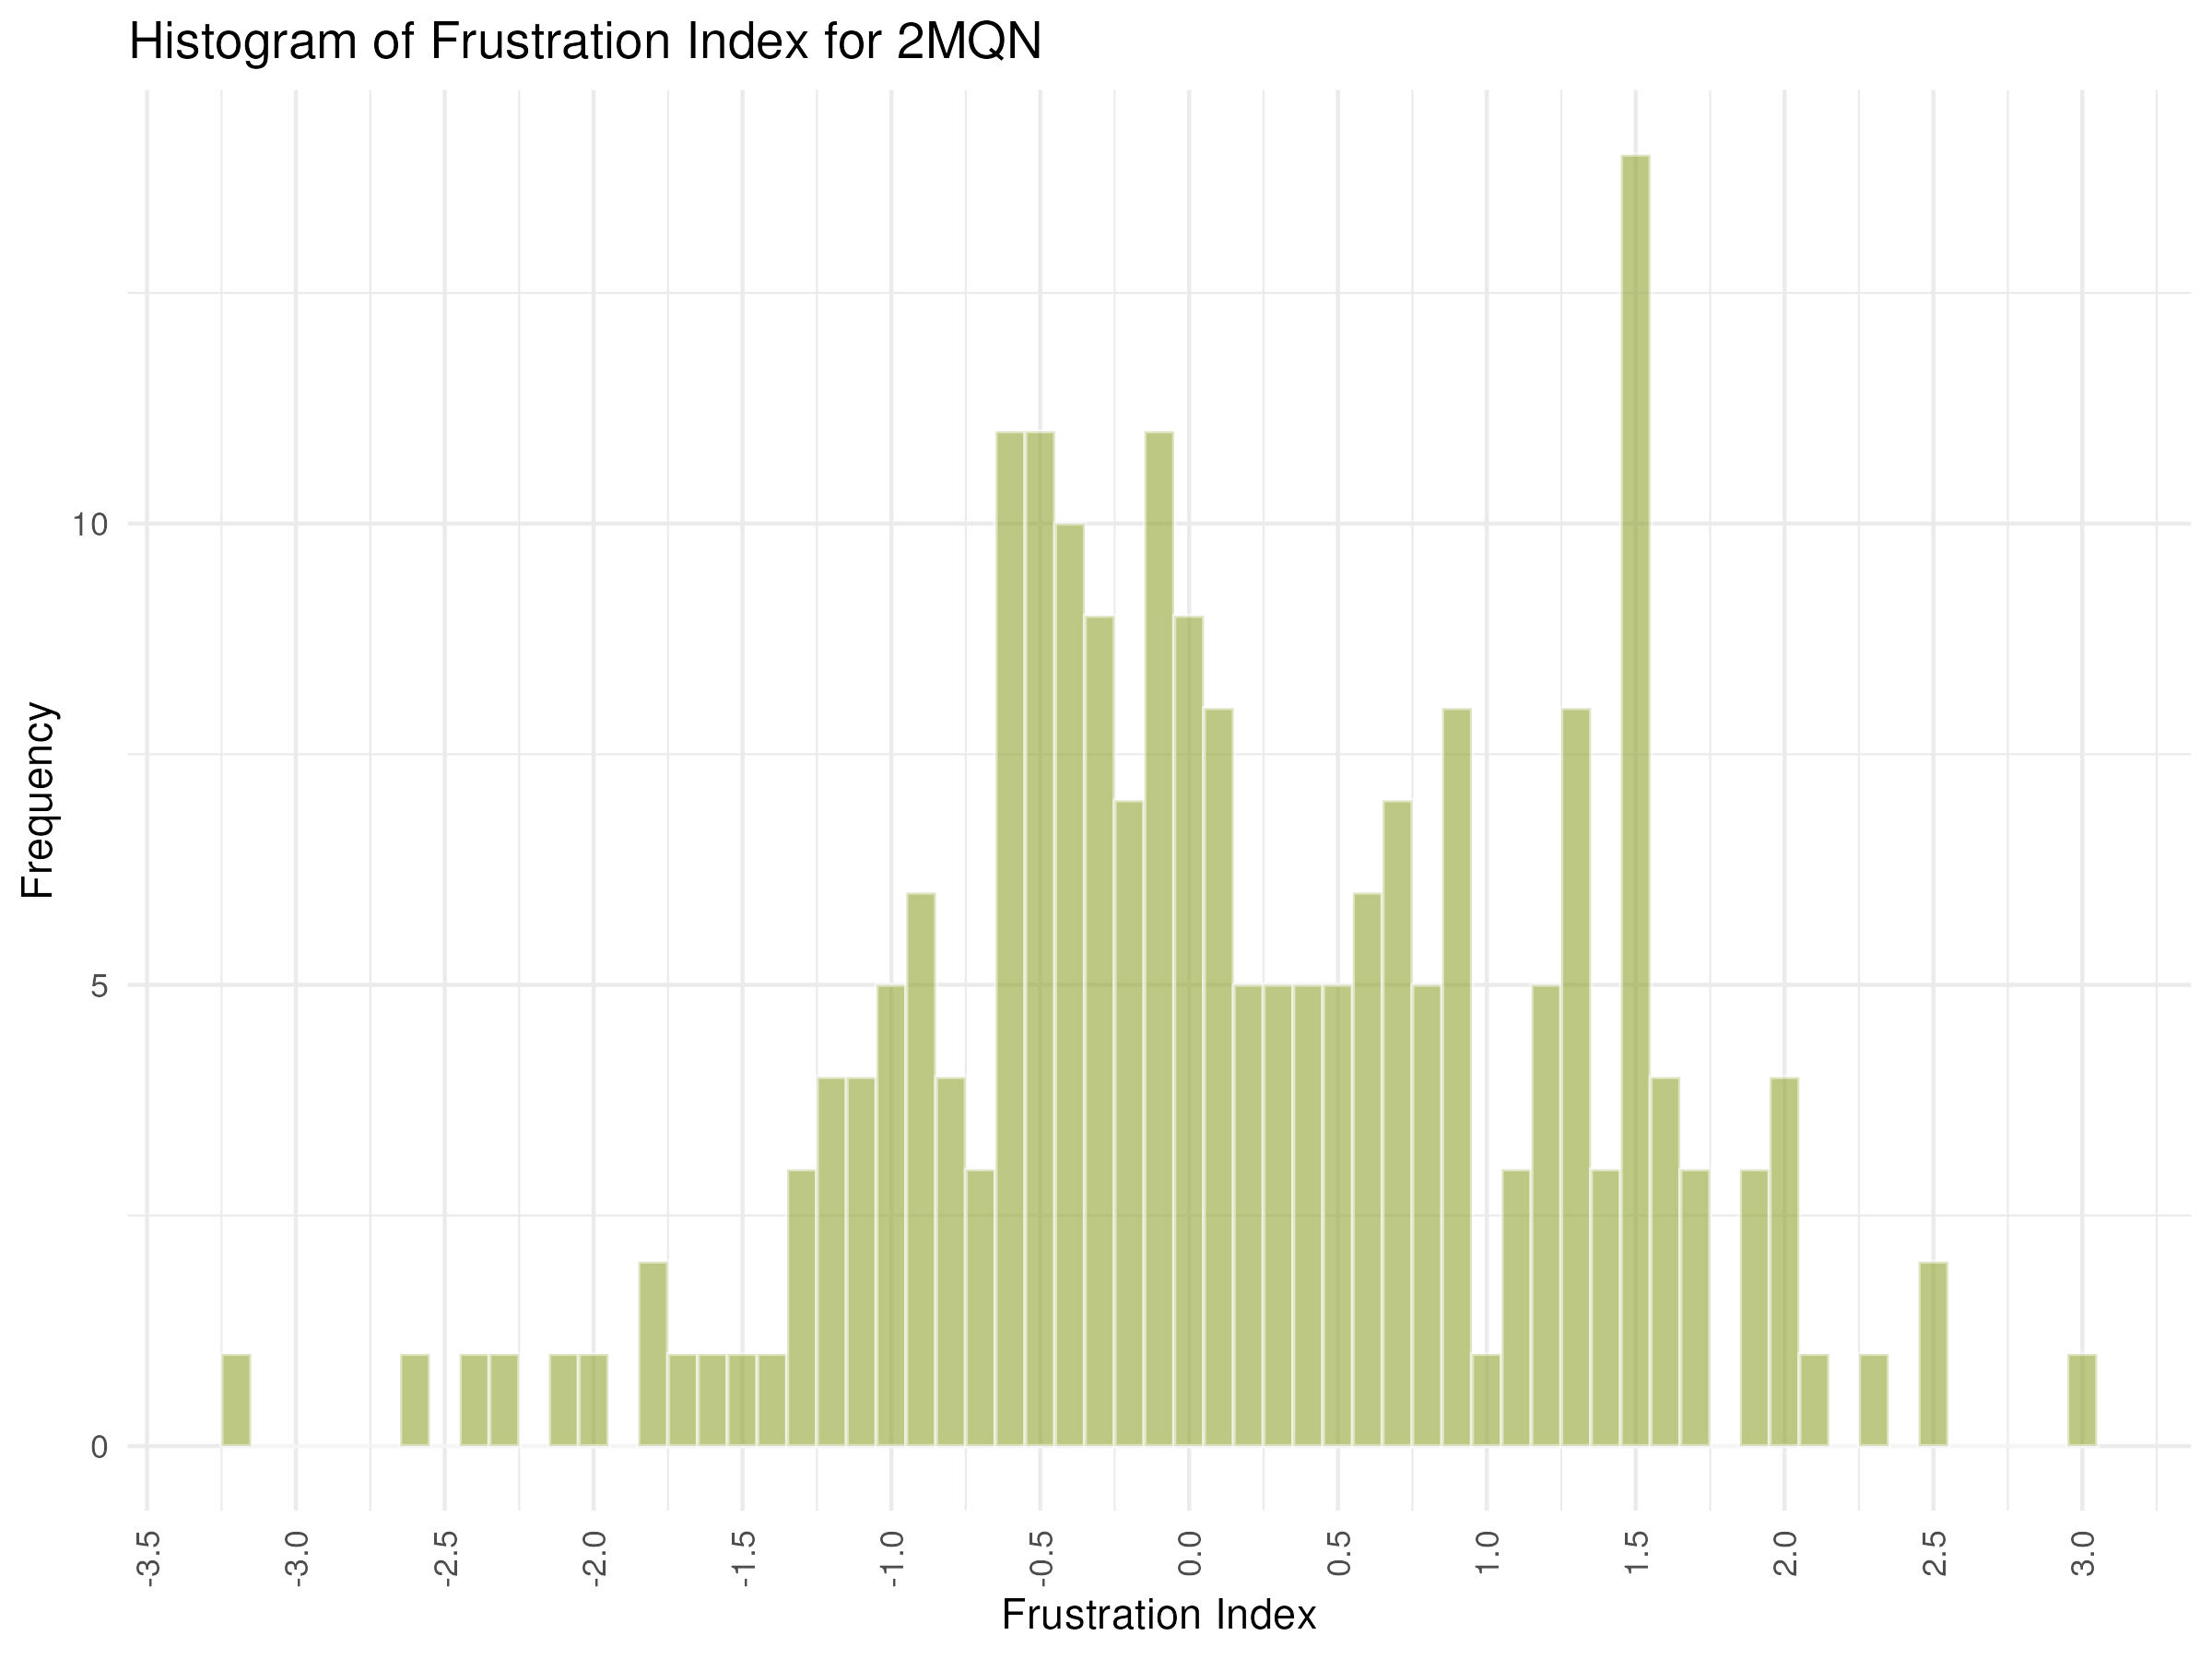 Histogram of Frustration Index for 2MQN
Frequency
10
5
0
-3.5 -3.0 -2.5 -2.0 -1.5 -1.0 -0.5 0.0 0.5 1.0 1.5 2.0 2.5 3.0
Frustration Index